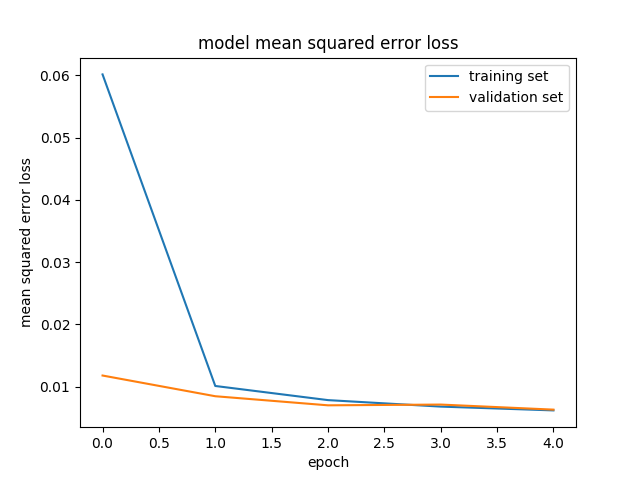 model mean squared error loss
training set
validation set
0.06
0.05
0.04
0.03
0.02
0.01
mean squared error loss
0.0 0.5 1.0 1.5 2.0 2.5 3.0 3.5 4.0
epoch